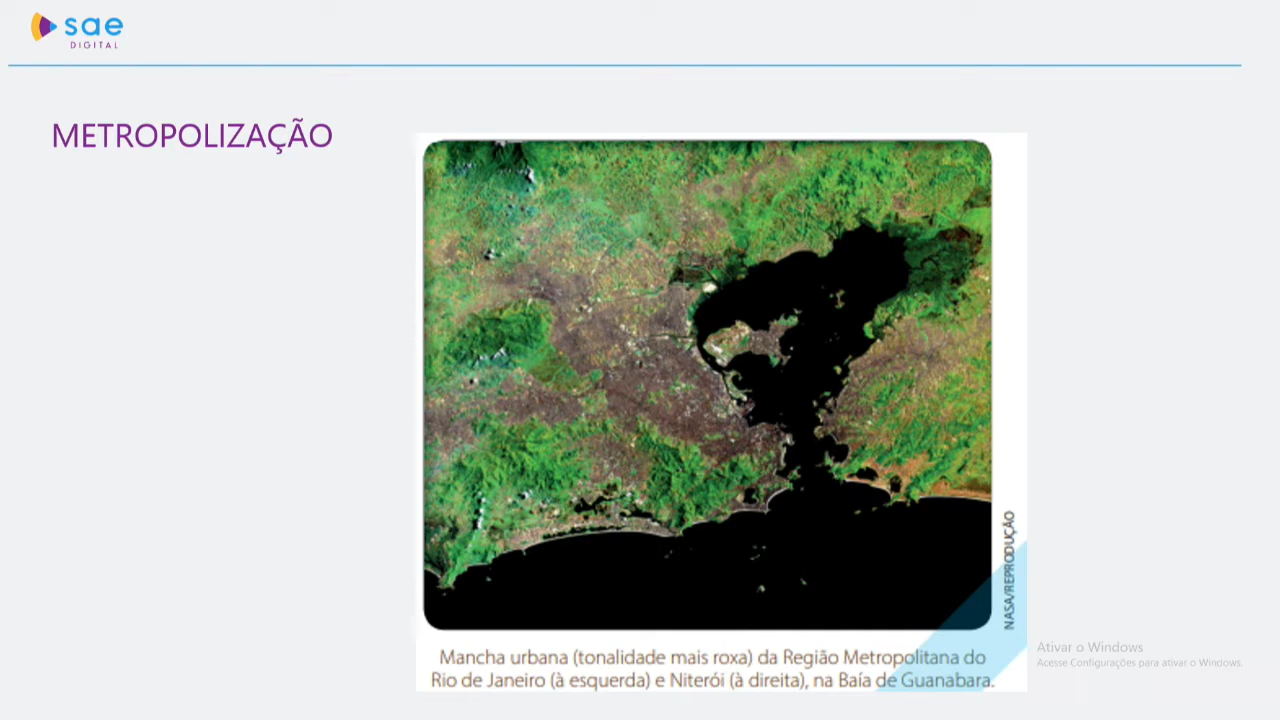 sae
DIGITAL
METROPOLIZAÇÃO
NASA/REPRODUÇÃO
Mancha urbana (tonalidade mais roxa) da Região Metropolitana do
Rio de Janeiro (à esquerda) e Niterói (à direita), na Baía de Guanabara.
Ativar o Windows
Acesse Configurações para ativar o Windows.